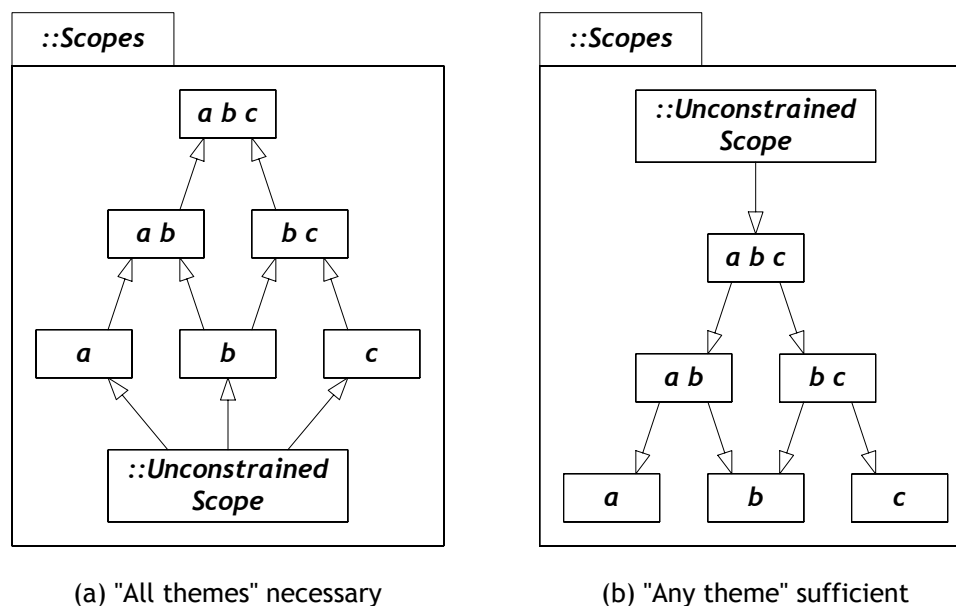 ::Scopes
a b c
a b
b c
a
b
c
::Unconstrained
Scope
(a) "All themes" necessary
::Scopes
::Unconstrained
Scope
a b c
a b
b c
a
b
c
(b) "Any theme" sufficient